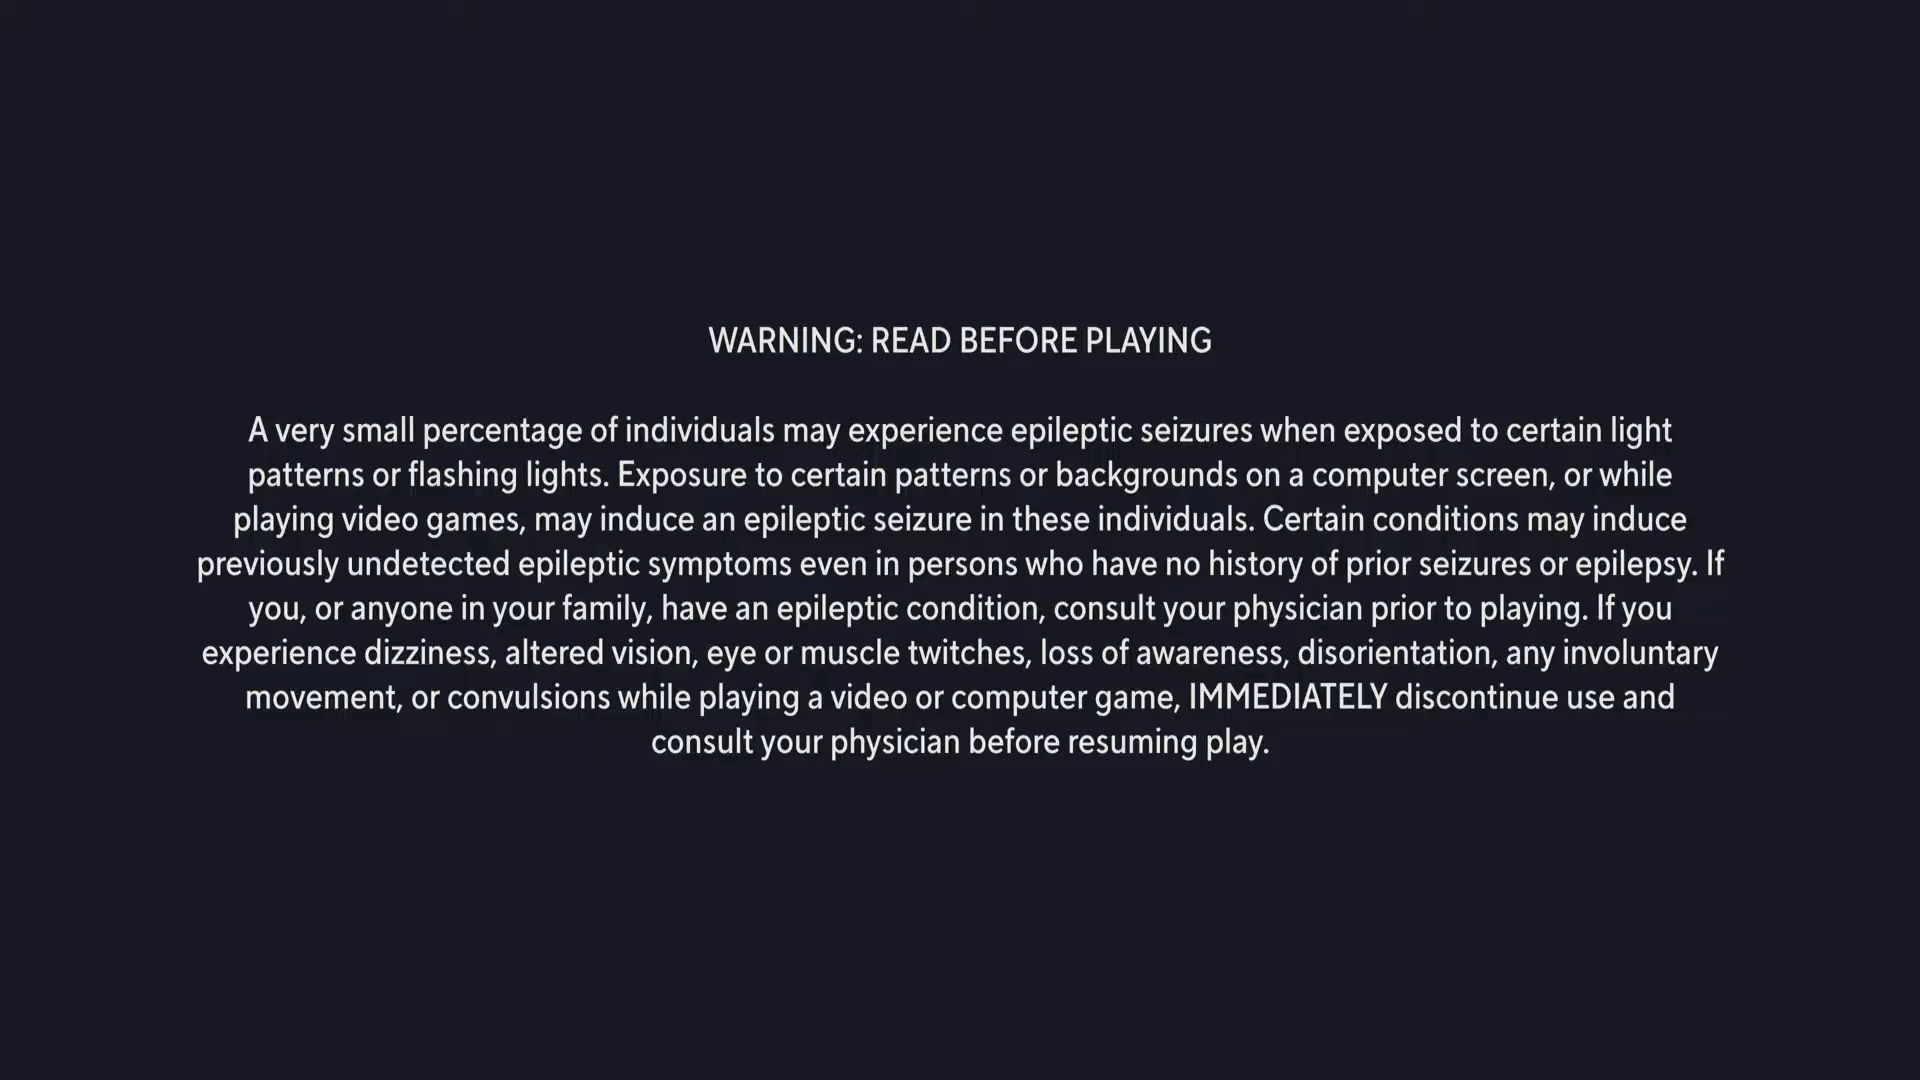 WARNING: READ BEFORE PLAYING
A very small percentage of individuals may experience epileptic seizures when exposed to certain light
patterns or flashing lights. Exposure to certain patterns or backgrounds on a computer screen, or while
playing video games, may induce an epileptic seizure in these individuals. Certain conditions may induce
previously undetected epileptic symptoms even in persons who have no history of prior seizures or epilepsy. If
you, or anyone in your family, have an epileptic condition, consult your physician prior to playing. If you
experience dizziness, altered vision, eye or muscle twitches, loss of awareness, disorientation, any involuntary
movement, or convulsions while playing a video or computer game, IMMEDIATELY discontinue use and
consult your physician before resuming play.